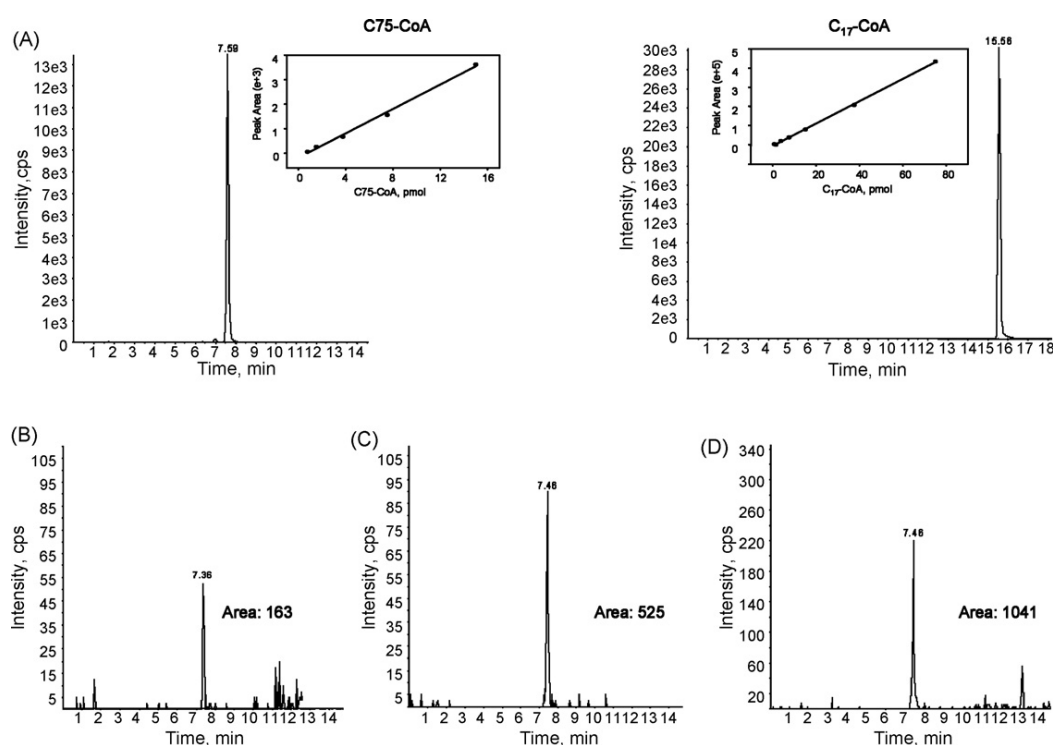 (A)
C75-CoA
7.59
13e3
12e3
11e3
10e3
9e3
8e3
7e3
6e3
5e3
4e3
3e3
2e3
1e3
0
Intensity,cps
1 2 3 4 5 6 7 8 9 10 11 12 13 14
Time, min
4
3
2
1
0
Peak Area (e+3)
0 4 8 12 16
C75-CoA, pmol
C17-CoA
15.56
30e3
28e3
26e3
24e3
22e3
20e3
18e3
16e3
14e3
12e3
1e4
8e3
6e3
4e3
2e3
0
Intensity, cps
1 2 3 4 5 6 7 8 9 10 11 12 13 14 15 16 17 18
Time, min
5
4
3
2
1
0
Peak Area (e+5)
0 20 40 60 80
C17-CoA, pmol
(B)
105
95
85
75
65
55
45
35
25
15
5
Intensity, cps
7.36
Area: 163
1 2 3 4 5 6 7 8 9 10 11 12 13 14
Time, min
(C)
105
95
85
75
65
55
45
35
25
15
5
Intensity, cps
7.46
Area: 525
1 2 3 4 5 6 7 8 9 10 11 12 13 14
Time, min
(D)
340
300
260
220
150
100
60
20
Intensity, cps
7.46
Area: 1041
1 2 3 4 5 6 7 8 9 10 11 12 13 14
Time, min